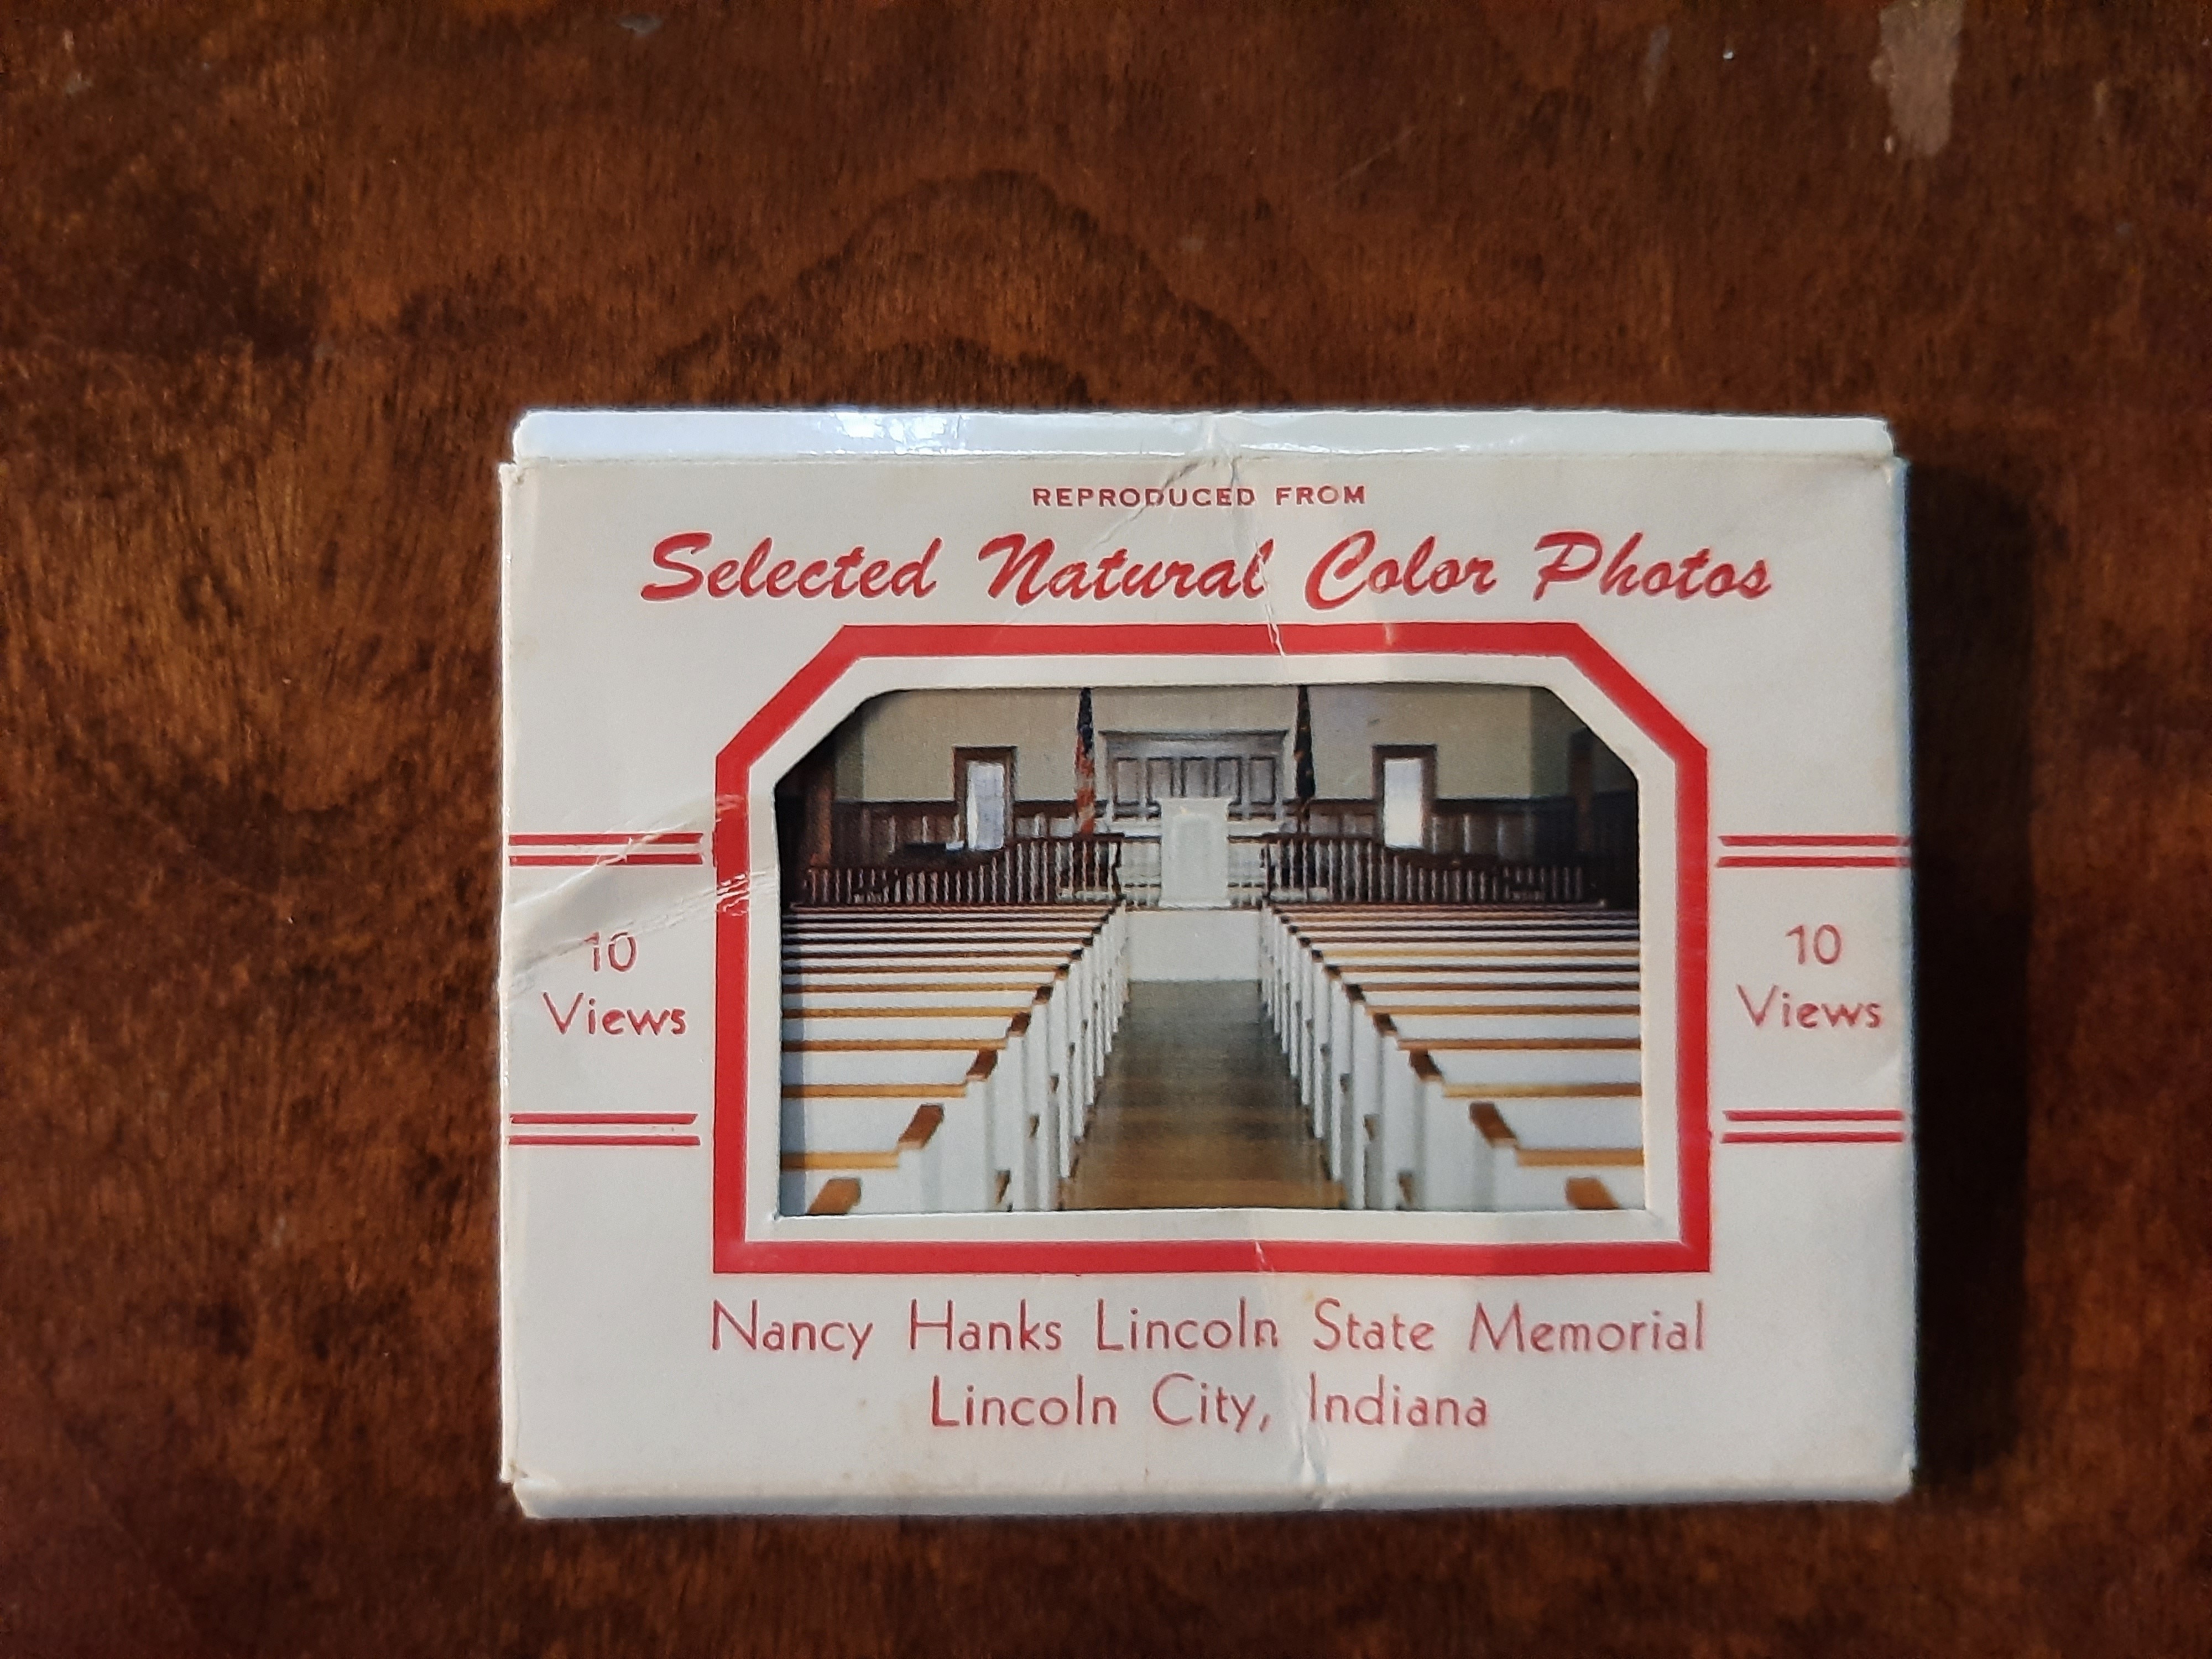 REPRODUCED FROM
Selected Natural Color Photos
10
Views
10
Views
Nancy Hanks Lincoln State Memorial
Lincoln City, Indiana